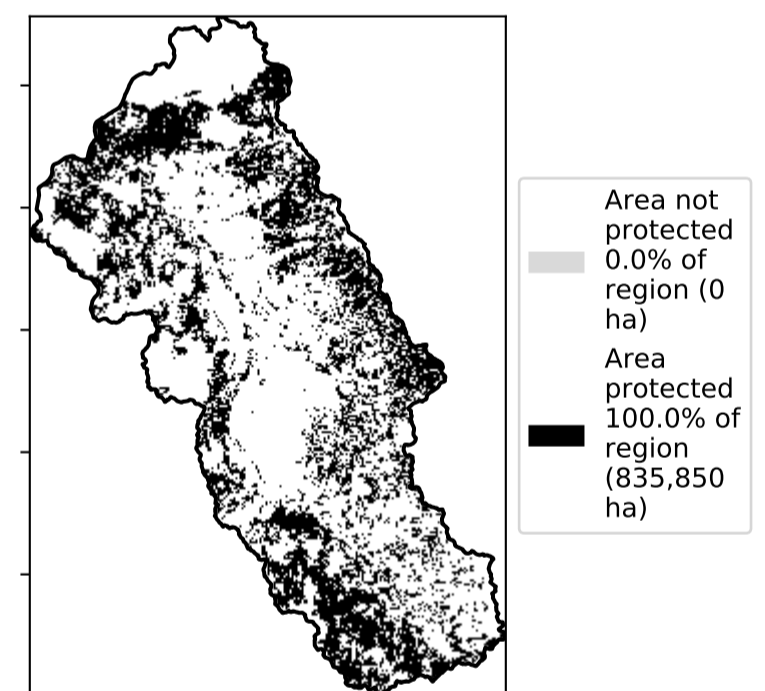 Area not
protected
0.0% of
region (0
ha)
Area
protected
100.0% of
region
(835,850
ha)